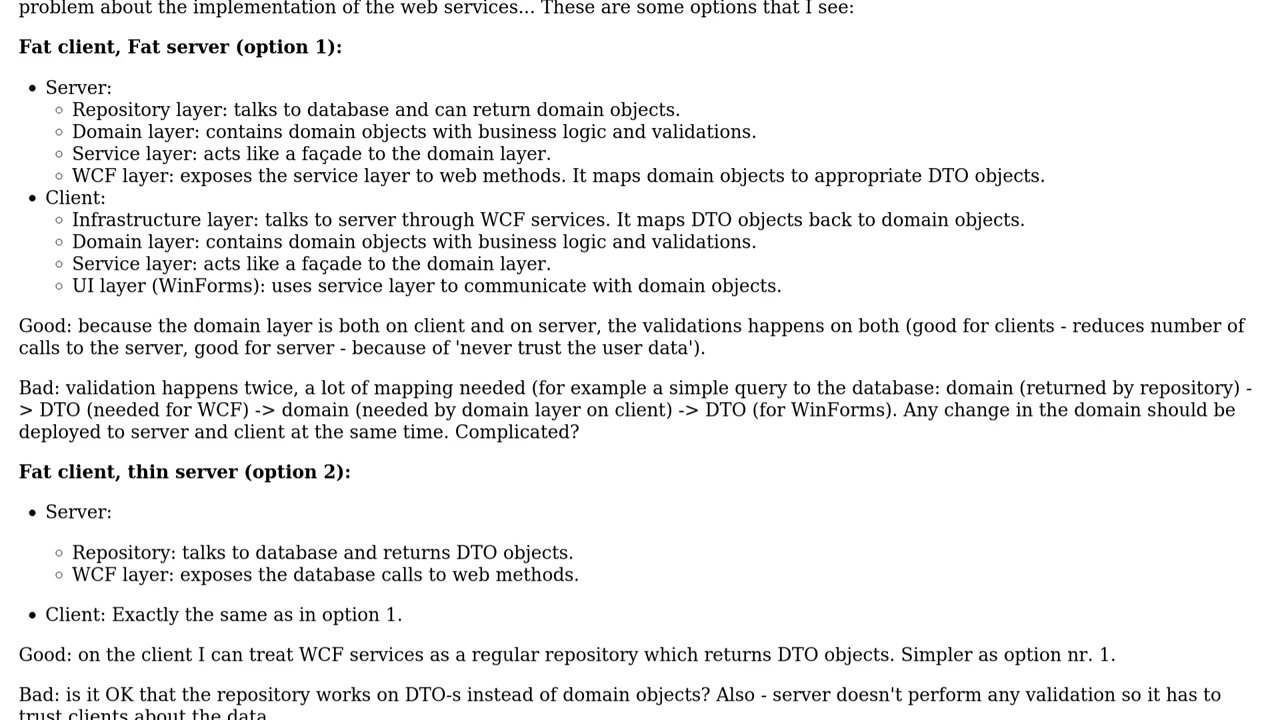 problem about the implementation of the web services... These are some options that I see:
Fat client, Fat server (option 1):
• Server:
◦ Repository layer: talks to database and can return domain objects.
◦ Domain layer: contains domain objects with business logic and validations.
◦ Service layer: acts like a façade to the domain layer.
◦ WCF layer: exposes the service layer to web methods. It maps domain objects to appropriate DTO objects.
• Client:
◦ Infrastructure layer: talks to server through WCF services. It maps DTO objects back to domain objects.
◦ Domain layer: contains domain objects with business logic and validations.
◦ Service layer: acts like a façade to the domain layer.
◦ UI layer (WinForms): uses service layer to communicate with domain objects.
Good: because the domain layer is both on client and on server, the validations happens on both (good for clients - reduces number of
calls to the server, good for server - because of 'never trust the user data').
Bad: validation happens twice, a lot of mapping needed (for example a simple query to the database: domain (returned by repository) -
> DTO (needed for WCF) -> domain (needed by domain layer on client) -> DTO (for WinForms). Any change in the domain should be
deployed to server and client at the same time. Complicated?
Fat client, thin server (option 2):
• Server:
◦ Repository: talks to database and returns DTO objects.
◦ WCF layer: exposes the database calls to web methods.
• Client: Exactly the same as in option 1.
Good: on the client I can treat WCF services as a regular repository which returns DTO objects. Simpler as option nr. 1.
Bad: is it OK that the repository works on DTO-s instead of domain objects? Also - server doesn't perform any validation so it has to
trust clients about the data